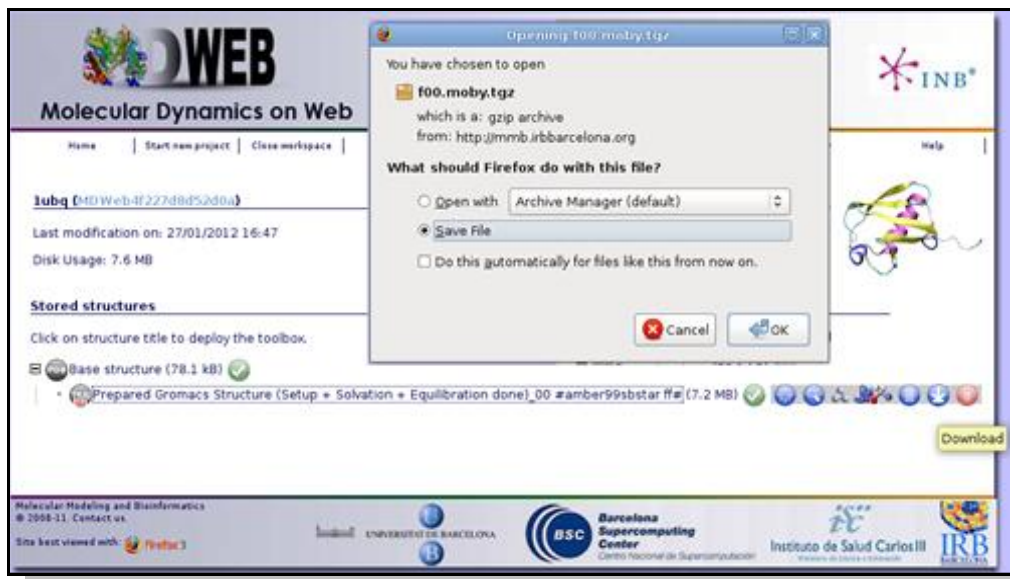 DWEB
Molecular Dynamics on Web
INB
Home | Start new project | Close workspace |
Help |
Opening f00.moby.tgz
You have chosen to open
f00.moby.tgz
which is a: gzip archive
from: http://mmb.irbbarcelona.org
What should Firefox do with this file?
Open with Archive Manager (default)
Save File
Do this automatically for files like this from now on.
Cancel
OK
1ubq (MDWeb4f227d8d52d0a)
Last modification on: 27/01/2012 16:47
Disk Usage: 7.6 MB
Stored structures
Click on structure title to deploy the toolbox.
Base structure (78.1 kB)
Prepared Gromacs Structure (Setup + Solvation + Equilibration done)_00 #amber99sbstar ff# (7.2 MB)
Download
Molecular Modeling and Bioinformatics
© 2008-11. Contact us.
Site best viewed with: Firefox 3
UNIVERSITAT DE BARCELONA
BSC
Barcelona
Supercomputing
Center
Centro Nacional de Supercomputación
Instituto de Salud Carlos III
IRB
BARCELONA